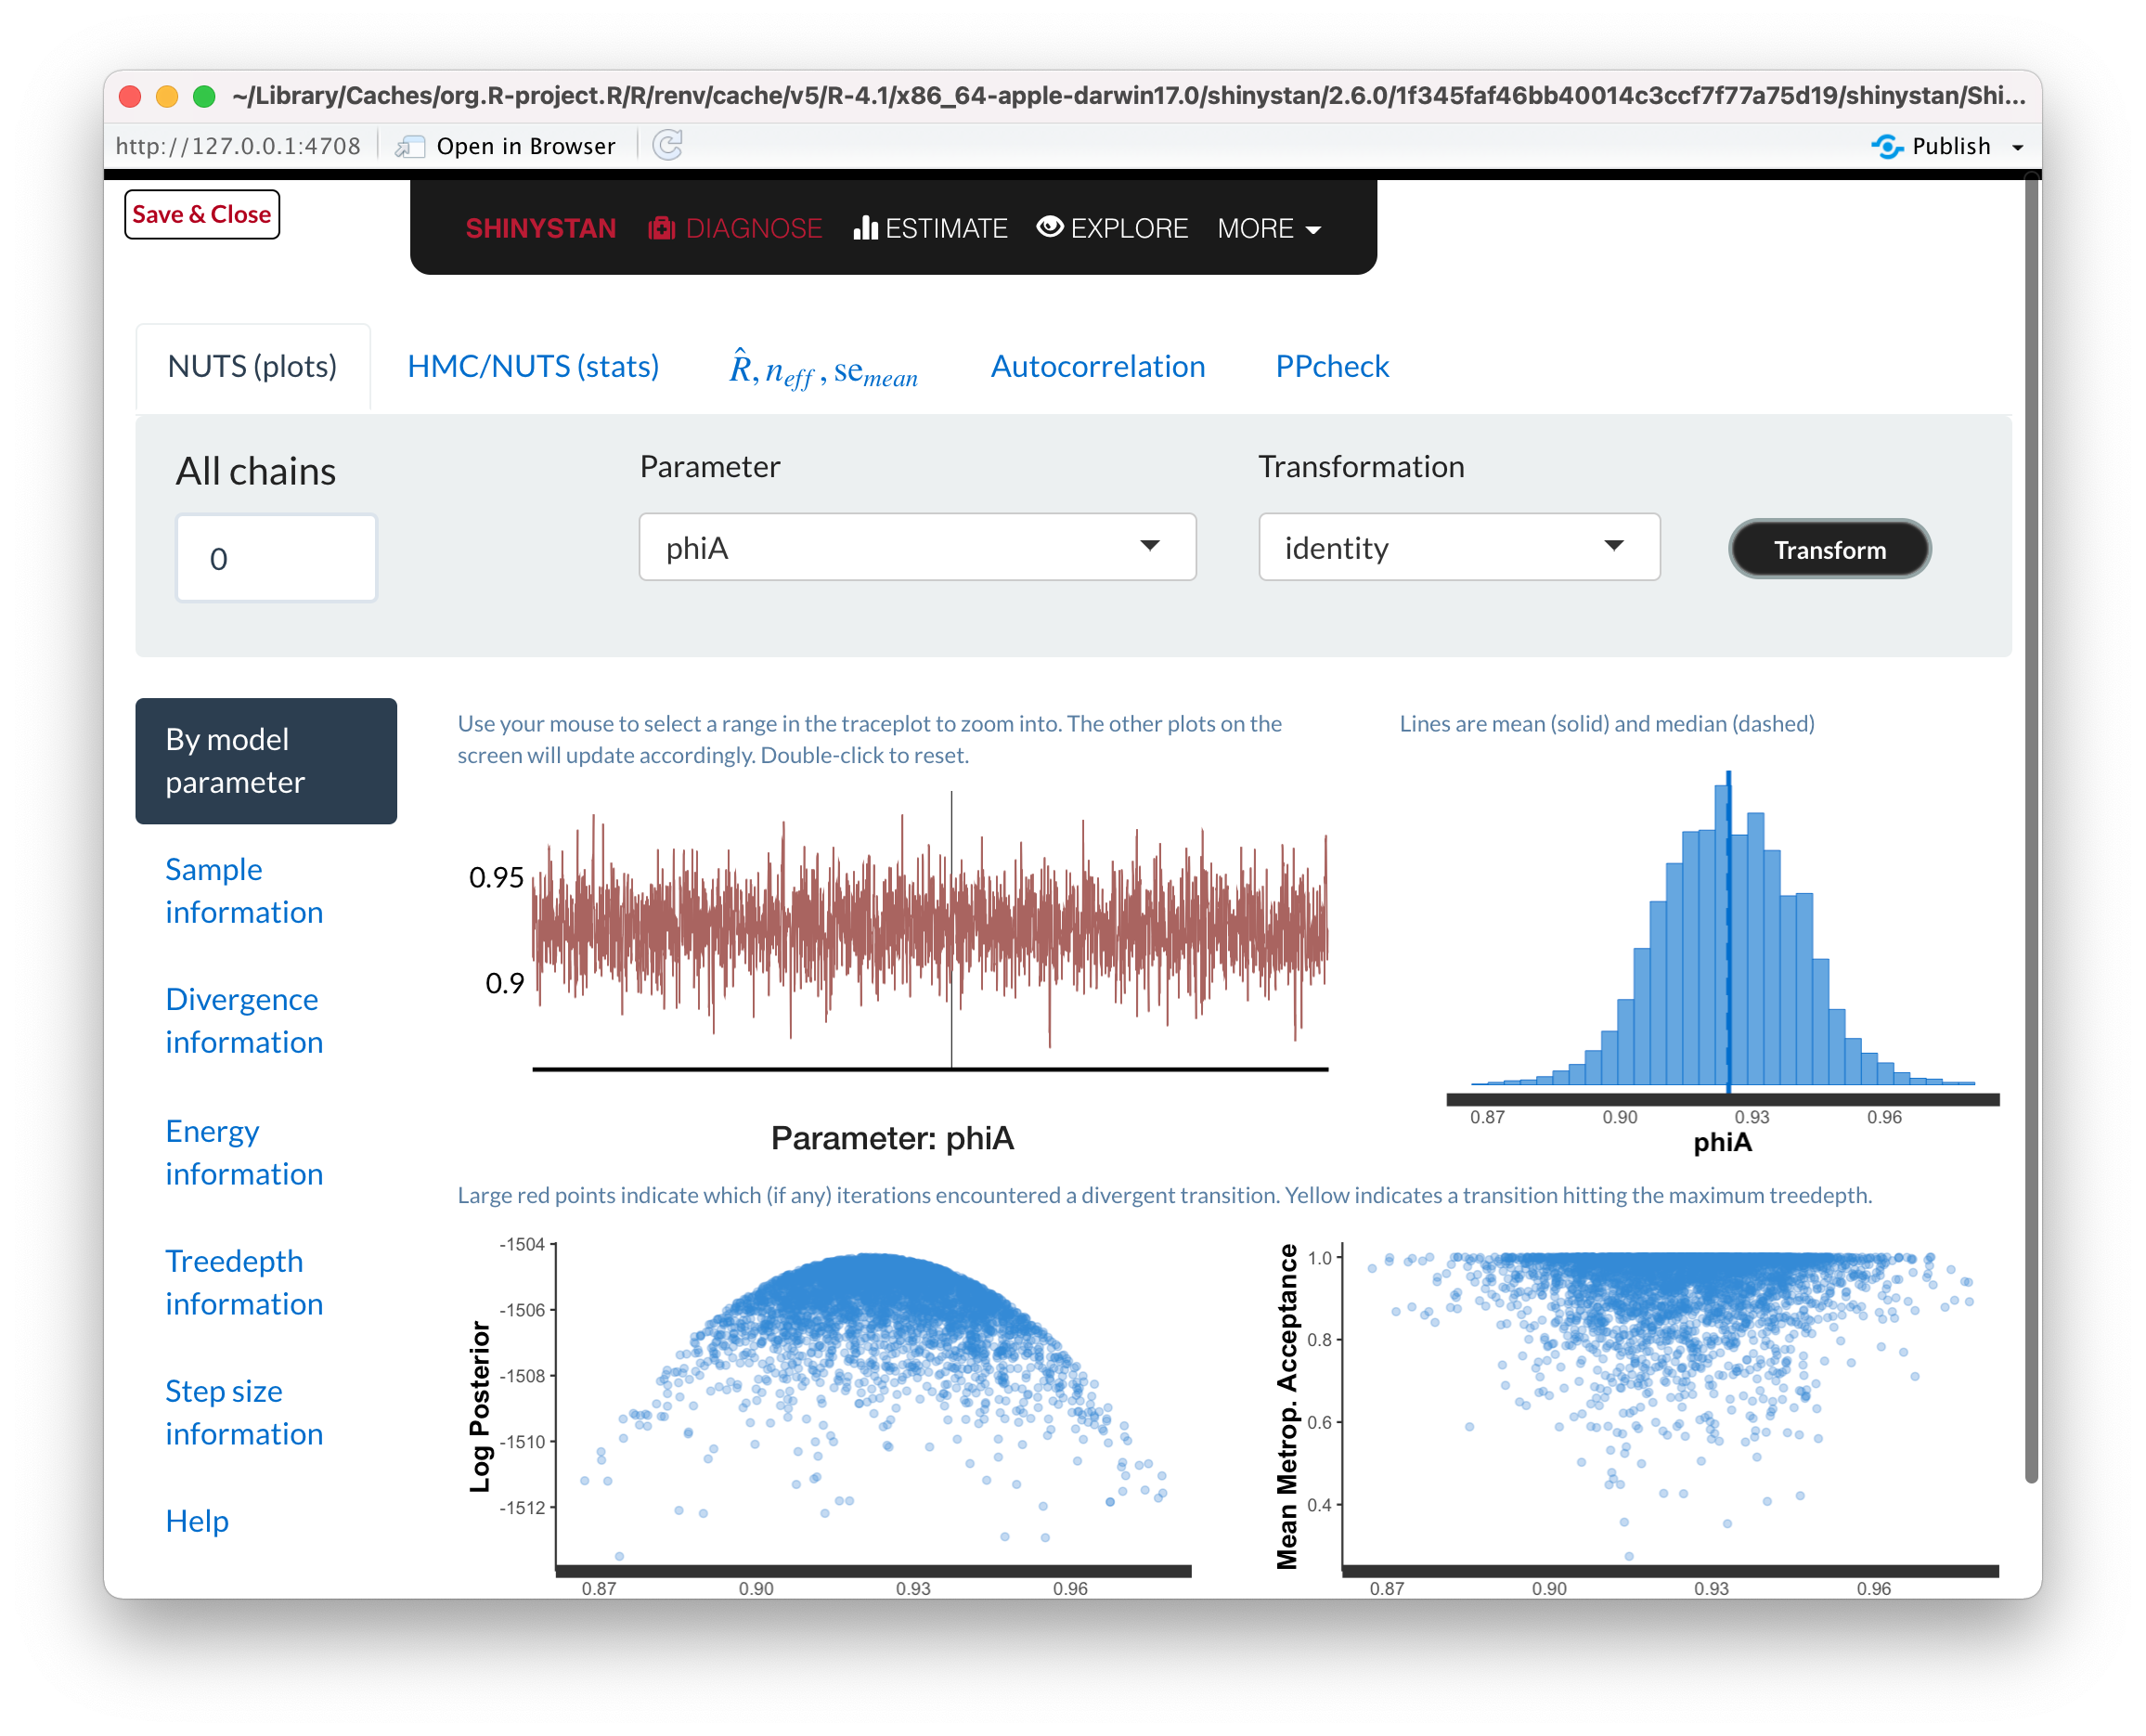 ~/Library/Caches/org.R-project.R/R/renv/cache/v5/R-4.1/x86_64-apple-darwin17.0/shinystan/2.6.0/1f345faf46bb40014c3ccf7f77a75d19/shinystan/Shi...
http://127.0.0.1:4708 Open in Browser Publish
Save & Close
SHINYSTAN DIAGNOSE ESTIMATE EXPLORE MORE
NUTS (plots) HMC/NUTS (stats) R̂, n_eff, se_mean Autocorrelation PPcheck
All chains Parameter Transformation
0 phiA identity Transform
By model
parameter
Sample
information
Divergence
information
Energy
information
Treedepth
information
Step size
information
Help
Use your mouse to select a range in the traceplot to zoom into. The other plots on the
screen will update accordingly. Double-click to reset.
0.95
0.9
Parameter: phiA
Lines are mean (solid) and median (dashed)
0.87 0.90 0.93 0.96
phiA
Large red points indicate which (if any) iterations encountered a divergent transition. Yellow indicates a transition hitting the maximum treedepth.
Log Posterior
-1504
-1506
-1508
-1510
-1512
0.87 0.90 0.93 0.96
Mean Metrop. Acceptance
1.0
0.8
0.6
0.4
0.87 0.90 0.93 0.96